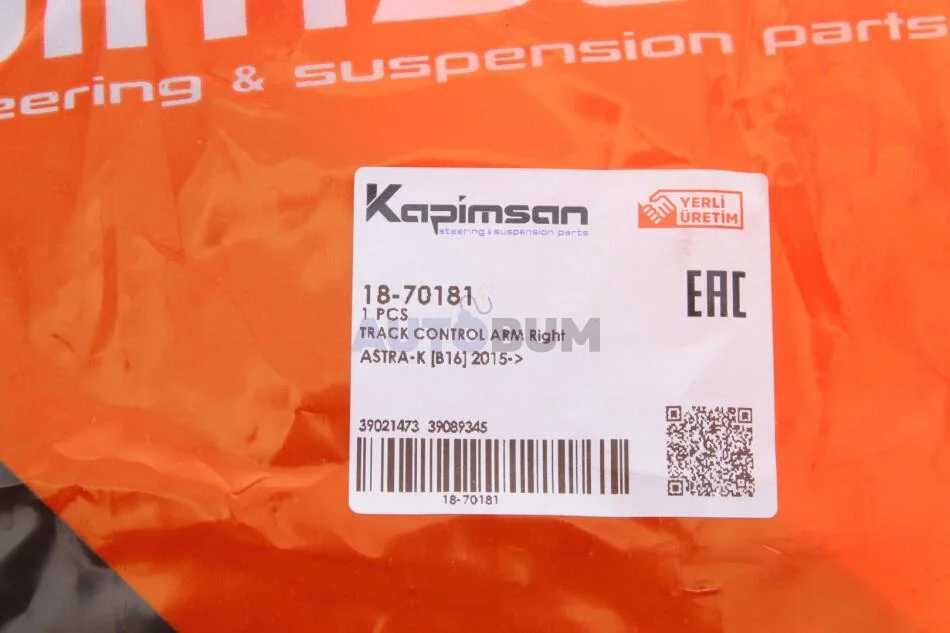 steering & suspension parts
Kapimsan
steering & suspension parts
YERLİ
ÜRETİM
18-70181
1 PCS
AUTOBUM
TRACK CONTROL ARM Right
ASTRA-K [B16] 2015->
EAC
39021473 39089345
18-70181